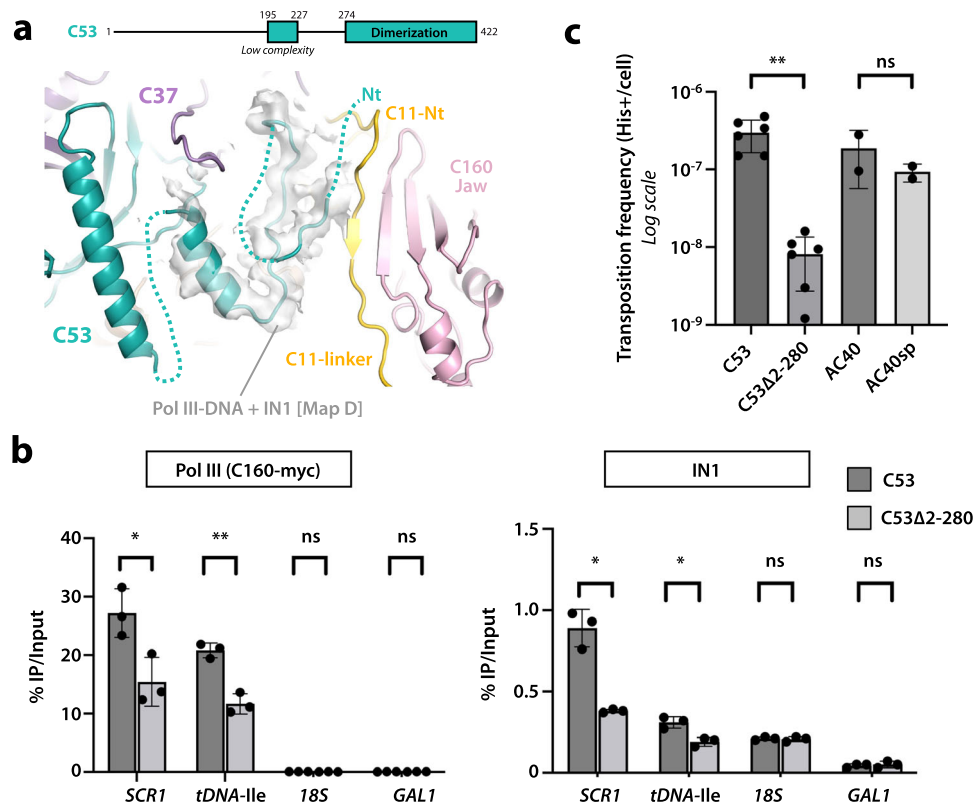 a
C53
1
195
227
274
Dimerization
422
Low complexity
C37
Nt
C11-Nt
C160
Jaw
C53
C11-linker
Pol III-DNA + IN1 [Map D]
c
Transposition frequency (His+/cell)
Log scale
**
ns
10-6
10-7
10-8
10-9
C53
C53Δ2-280
AC40
AC40sp
b
Pol III (C160-myc)
% IP/Input
40
30
20
10
0
*
**
ns
ns
SCR1
tDNA-Ile
18S
GAL1
IN1
C53
C53Δ2-280
% IP/Input
1.5
1.0
0.5
0
*
*
ns
ns
SCR1
tDNA-Ile
18S
GAL1